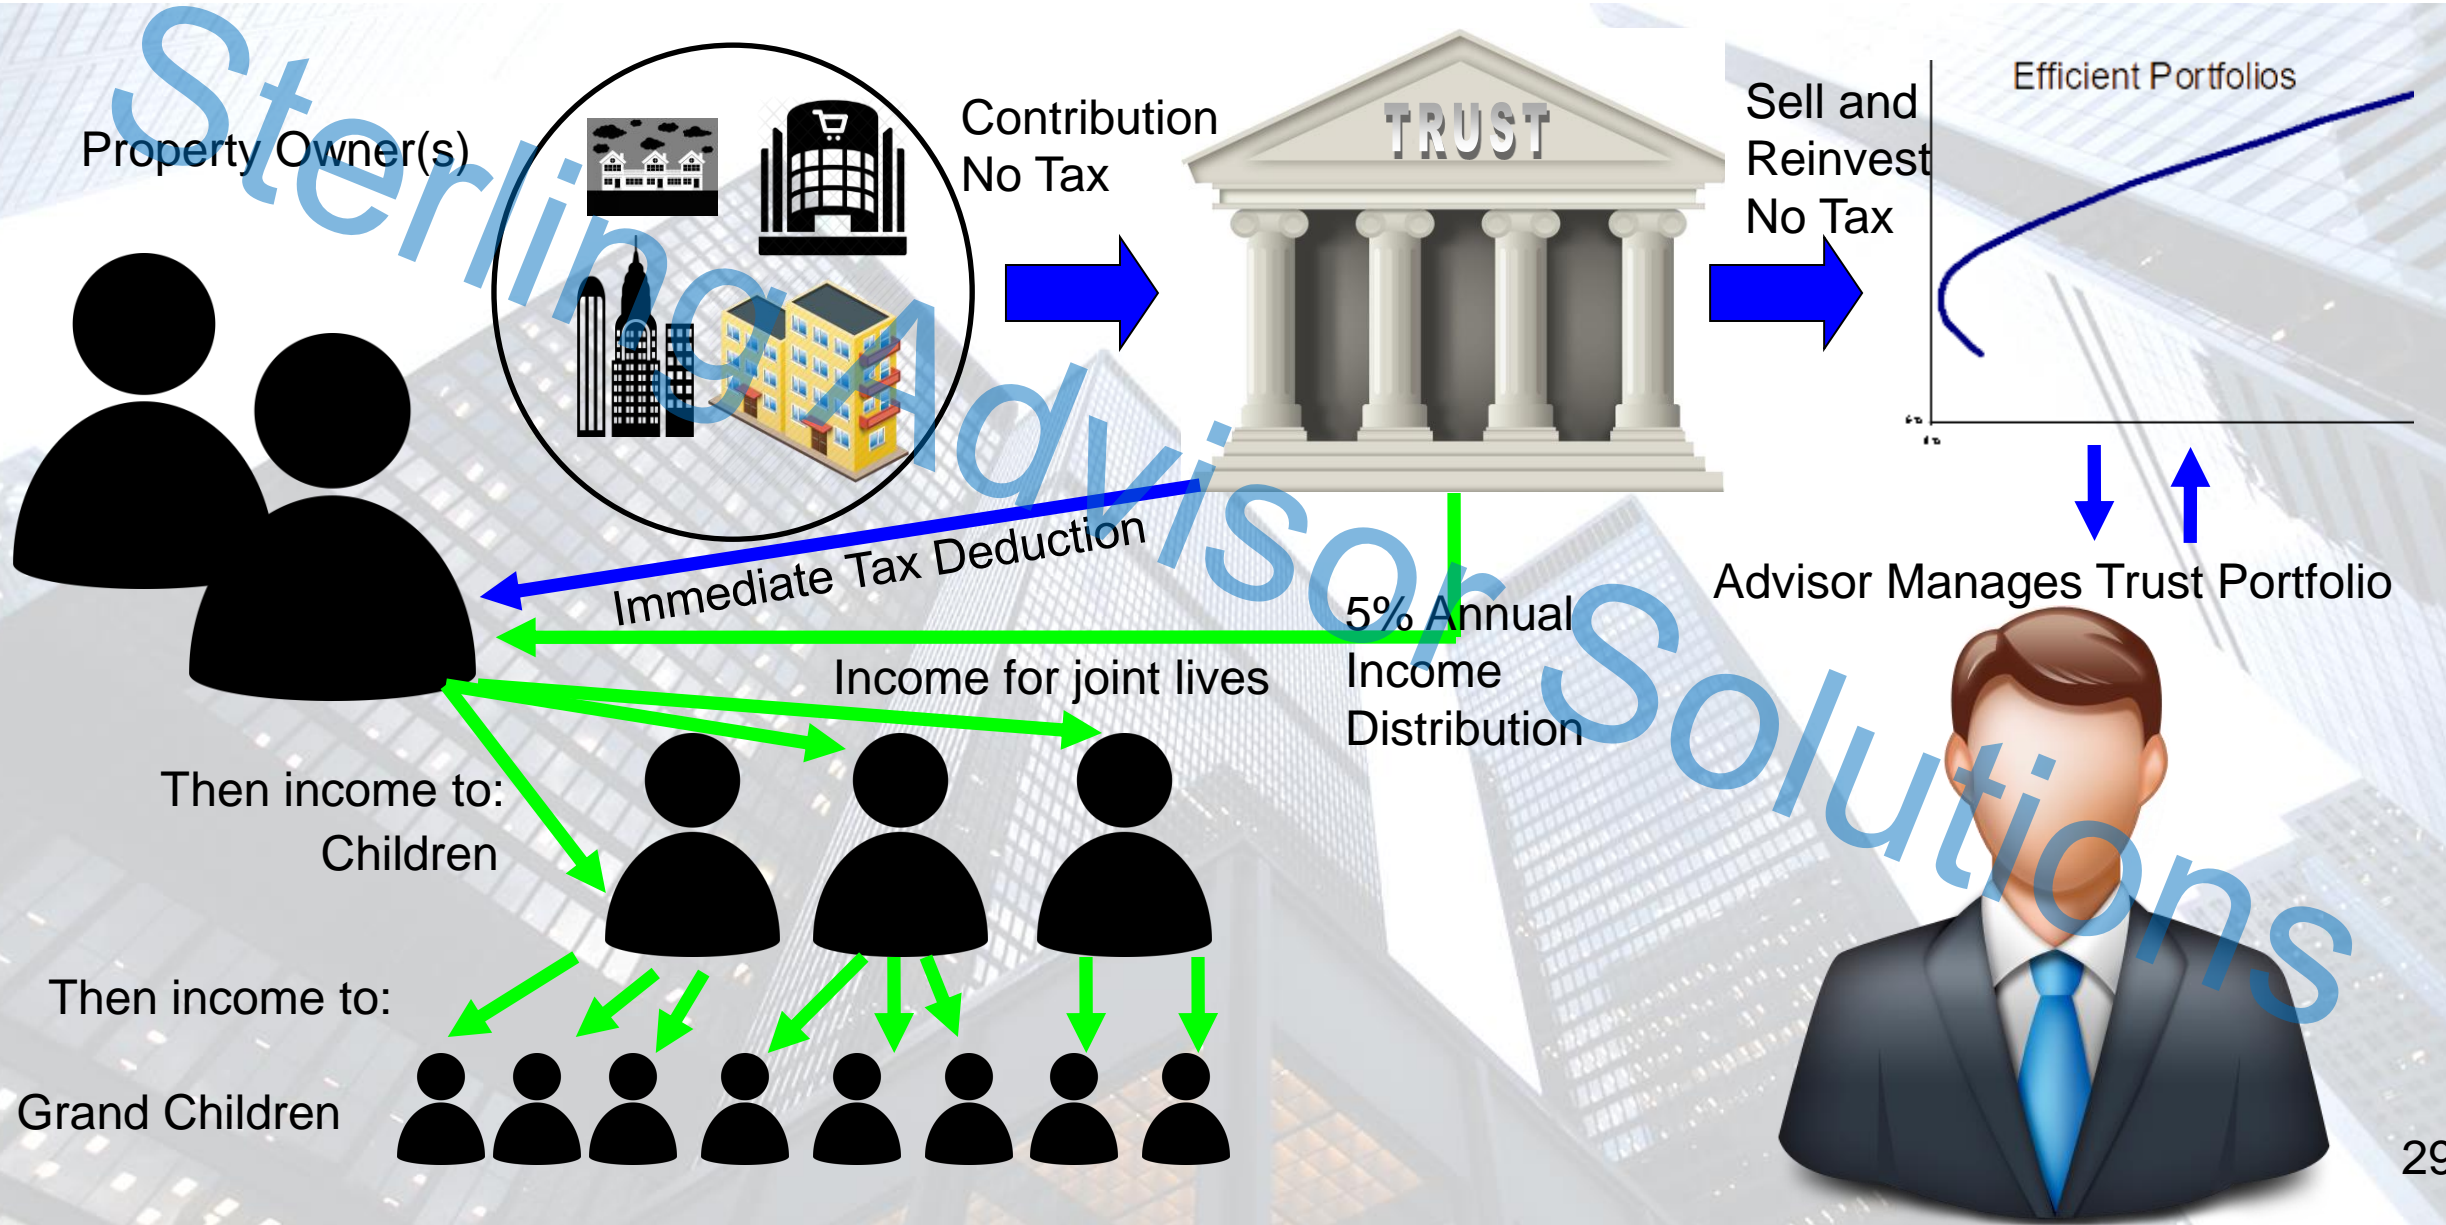 Property Owner(s)
Contribution
No Tax
TRUST
Sell and
Reinvest
No Tax
Efficient Portfolios
Immediate Tax Deduction
5% Annual
Income
Distribution
Income for joint lives
Advisor Manages Trust Portfolio
Then income to:
Children
Then income to:
Grand Children
29
Sterling Advisor Solutions